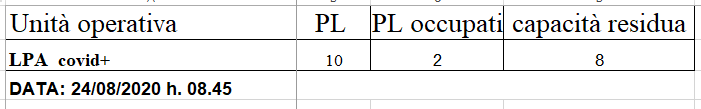 Unità operativa PL PL occupati capacità residua
LPA covid+ 10 2 8
DATA: 24/08/2020 h. 08.45